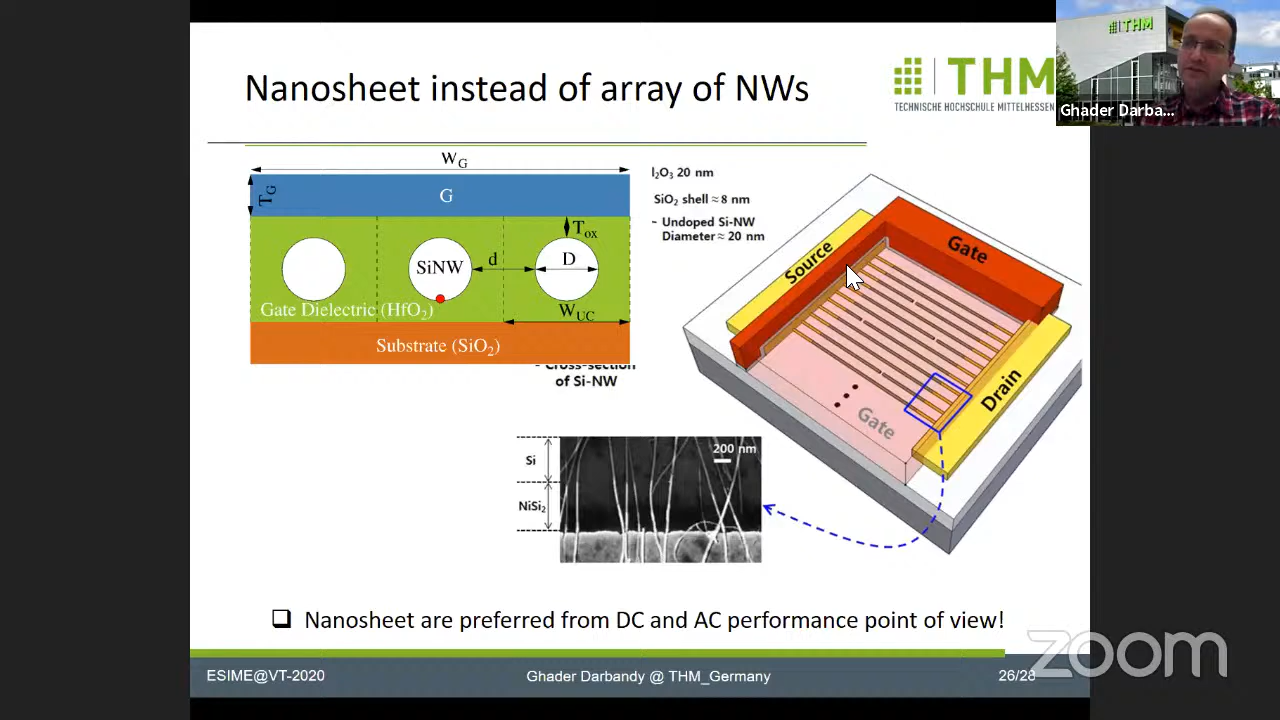 Nanosheet instead of array of NWs
THM
TECHNISCHE HOCHSCHULE MITTELHESSEN
THM
Ghader Darba...
W_G
T_G
G
T_ox
SiNW
d
D
Gate Dielectric (HfO₂)
W_UC
Substrate (SiO₂)
l₂O₃ 20 nm
SiO₂ shell ≈ 8 nm
- Undoped Si-NW
Diameter ≈ 20 nm
- Cross-section
of Si-NW
Source
Gate
Drain
Gate
Si
NiSi₂
200 nm
❑ Nanosheet are preferred from DC and AC performance point of view!
ESIME@VT-2020
Ghader Darbandy @ THM_Germany
26/28
zoom